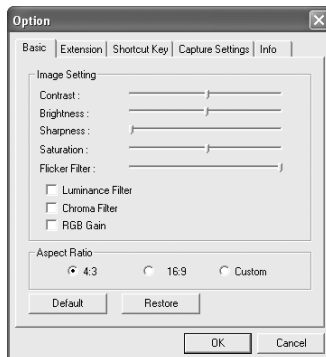 Option
Basic Extension Shortcut Key Capture Settings Info
Image Setting
Contrast :
Brightness :
Sharpness :
Saturation :
Flicker Filter :
Luminance Filter
Chroma Filter
RGB Gain
Aspect Ratio
4:3 16:9 Custom
Default Restore
OK Cancel